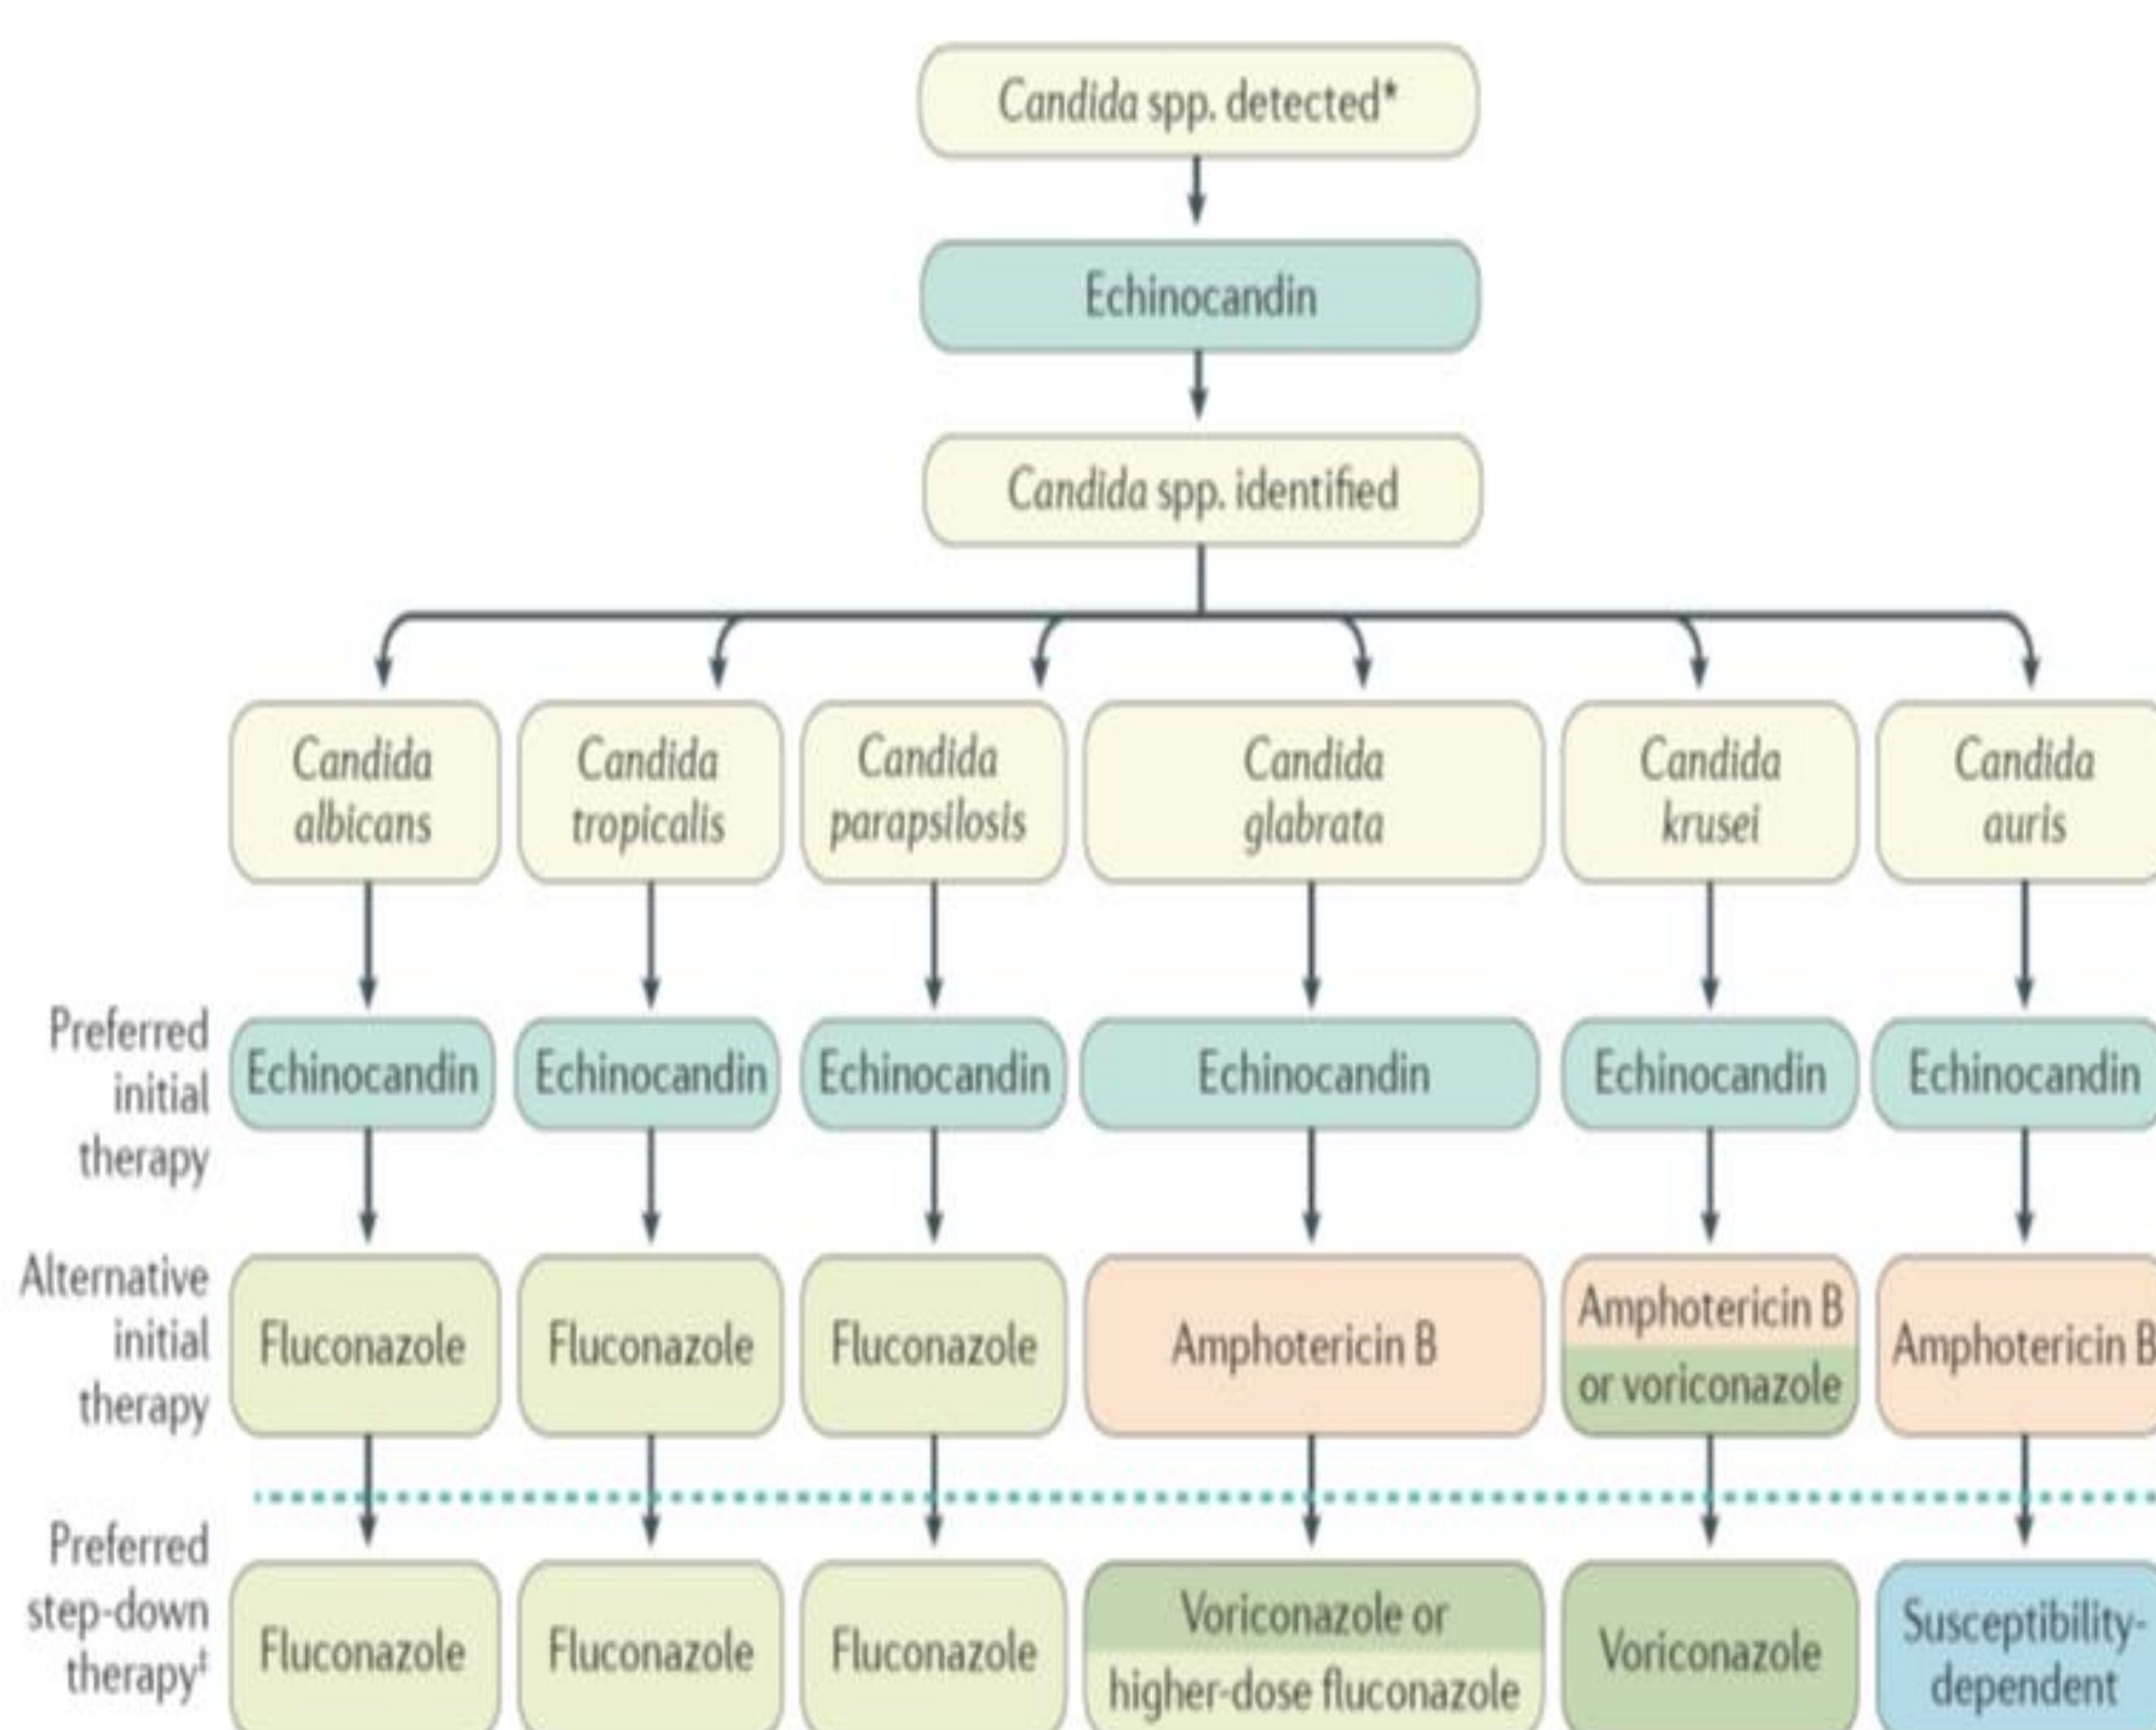 Candida spp. detected*
Echinocandin
Candida spp. identified
Candida
albicans
Candida
tropicalis
Candida
parapsilosis
Candida
glabrata
Candida
krusei
Candida
auris
Preferred
initial
therapy
Echinocandin
Echinocandin
Echinocandin
Echinocandin
Echinocandin
Echinocandin
Alternative
initial
therapy
Fluconazole
Fluconazole
Fluconazole
Amphotericin B
Amphotericin B
or voriconazole
Amphotericin B
Preferred
step-down
therapy‡
Fluconazole
Fluconazole
Fluconazole
Voriconazole or
higher-dose fluconazole
Voriconazole
Susceptibility-
dependent